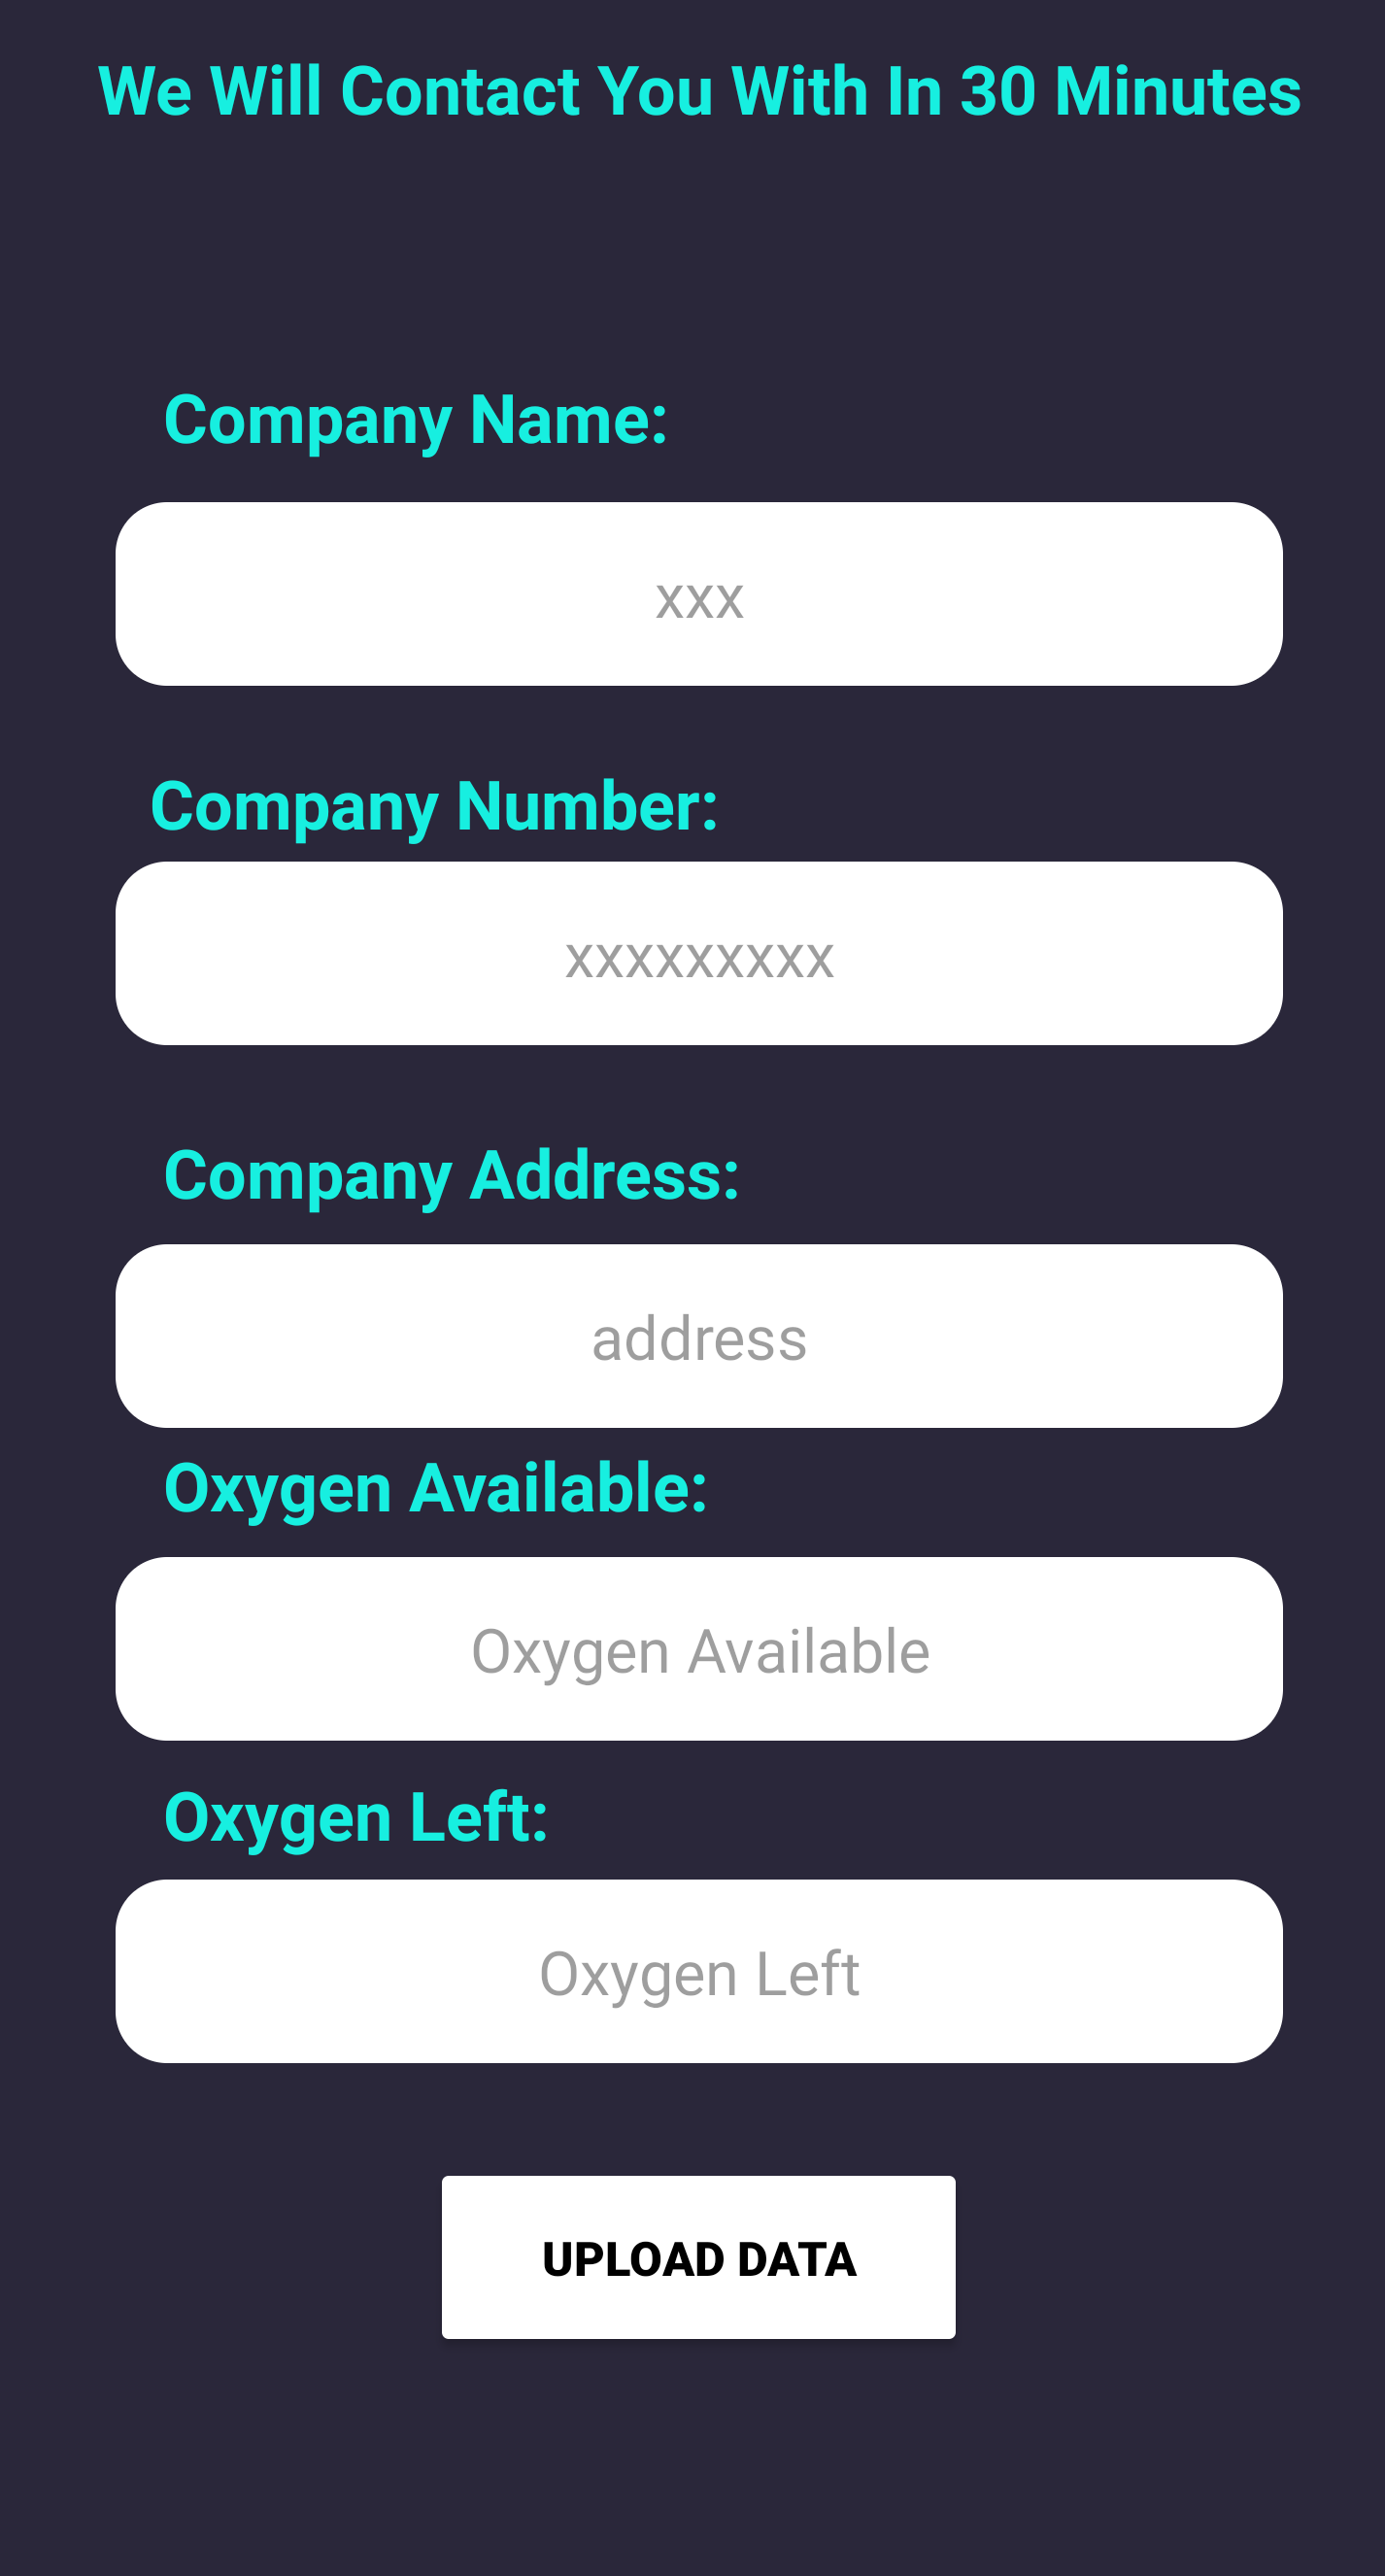 We Will Contact You With In 30 Minutes
Company Name:
xxx
Company Number:
xxxxxxxxx
Company Address:
address
Oxygen Available:
Oxygen Available
Oxygen Left:
Oxygen Left
UPLOAD DATA